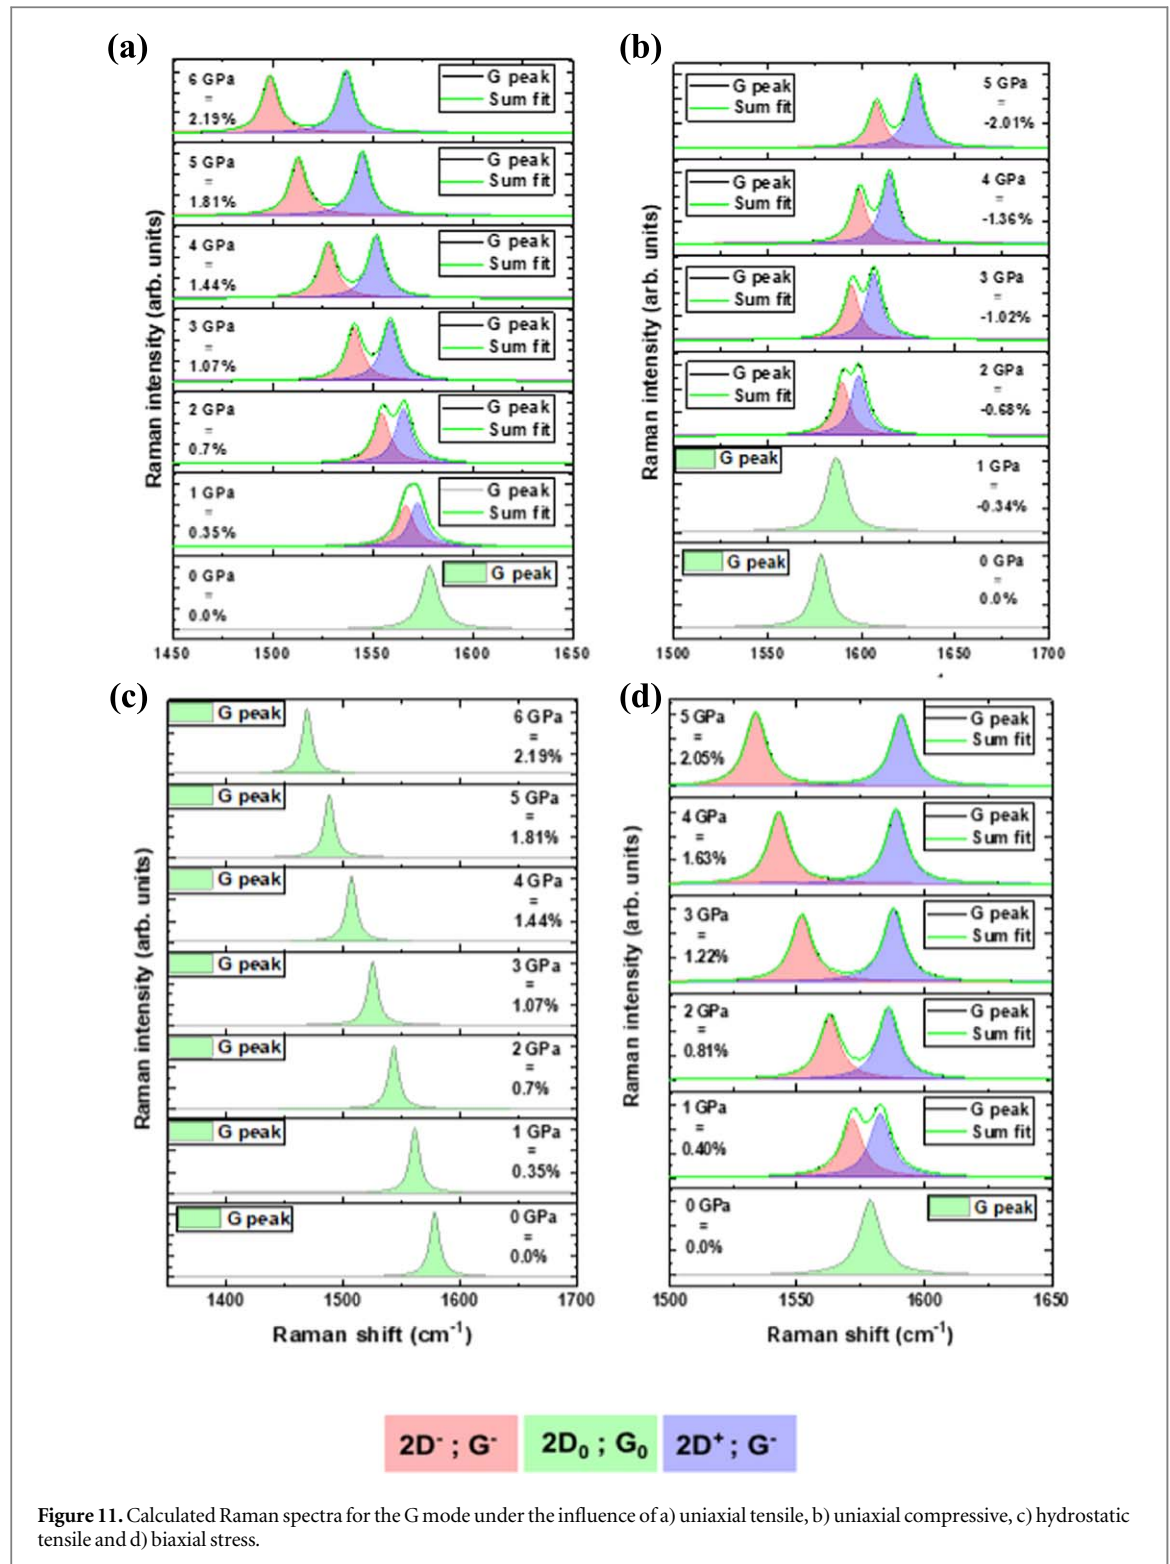 (a)
Raman intensity (arb. units)
6 GPa
=
2.19%
G peak
Sum fit
5 GPa
=
1.81%
G peak
Sum fit
4 GPa
=
1.44%
G peak
Sum fit
3 GPa
=
1.07%
G peak
Sum fit
2 GPa
=
0.7%
G peak
Sum fit
1 GPa
=
0.35%
G peak
Sum fit
0 GPa
=
0.0%
G peak
1450 1500 1550 1600 1650
(b)
Raman intensity (arb. units)
G peak
Sum fit
5 GPa
=
-2.01%
G peak
Sum fit
4 GPa
=
-1.36%
G peak
Sum fit
3 GPa
=
-1.02%
G peak
Sum fit
2 GPa
=
-0.68%
G peak
1 GPa
=
-0.34%
G peak
0 GPa
=
0.0%
1500 1550 1600 1650 1700
(c)
Raman intensity (arb. units)
G peak
6 GPa
=
2.19%
G peak
5 GPa
=
1.81%
G peak
4 GPa
=
1.44%
G peak
3 GPa
=
1.07%
G peak
2 GPa
=
0.7%
G peak
1 GPa
=
0.35%
G peak
0 GPa
=
0.0%
1400 1500 1600 1700
Raman shift (cm⁻¹)
(d)
Raman intensity (arb. units)
5 GPa
=
2.05%
G peak
Sum fit
4 GPa
=
1.63%
G peak
Sum fit
3 GPa
=
1.22%
G peak
Sum fit
2 GPa
=
0.81%
G peak
Sum fit
1 GPa
=
0.40%
G peak
Sum fit
0 GPa
=
0.0%
G peak
1500 1550 1600 1650
Raman shift (cm⁻¹)
2D⁻ ; G⁻
2D₀ ; G₀
2D⁺ ; G⁻
Figure 11. Calculated Raman spectra for the G mode under the influence of a) uniaxial tensile, b) uniaxial compressive, c) hydrostatic
tensile and d) biaxial stress.